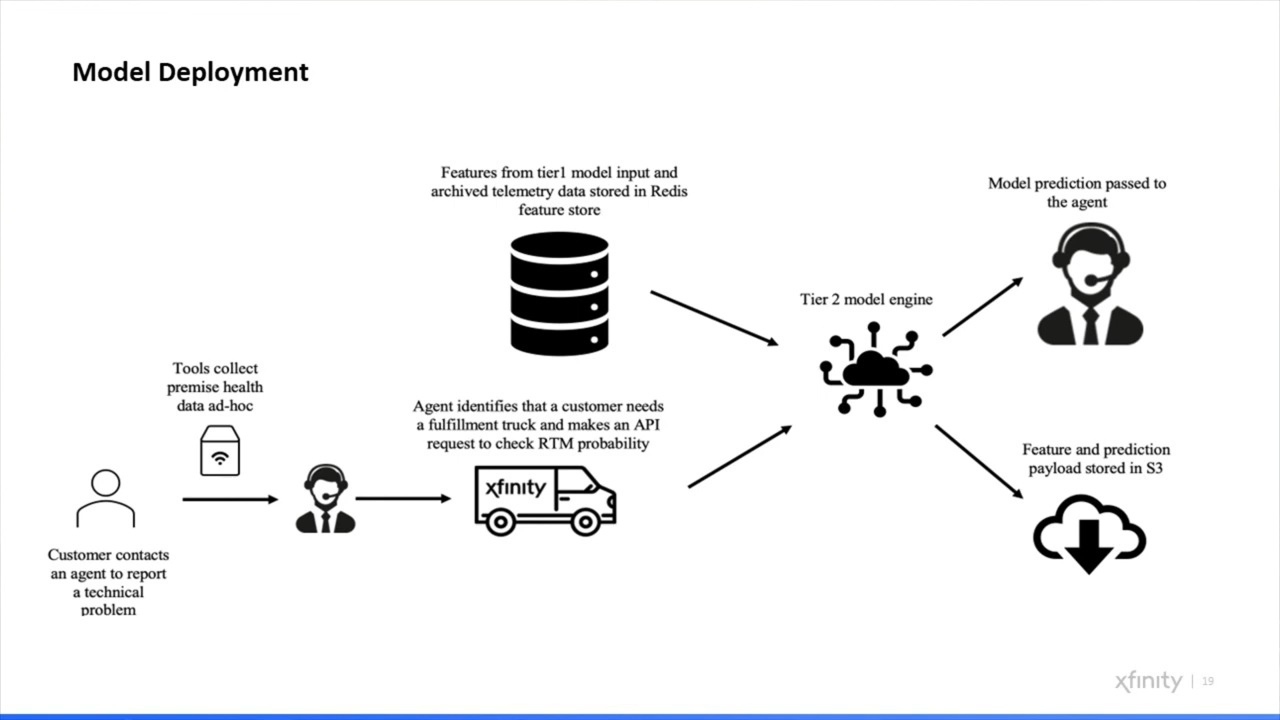 Model Deployment
Features from tier1 model input and
archived telemetry data stored in Redis
feature store
Model prediction passed to
the agent
Tier 2 model engine
Tools collect
premise health
data ad-hoc
Agent identifies that a customer needs
a fulfillment truck and makes an API
request to check RTM probability
xfinity
Feature and prediction
payload stored in S3
Customer contacts
an agent to report
a technical
problem
xfinity | 19